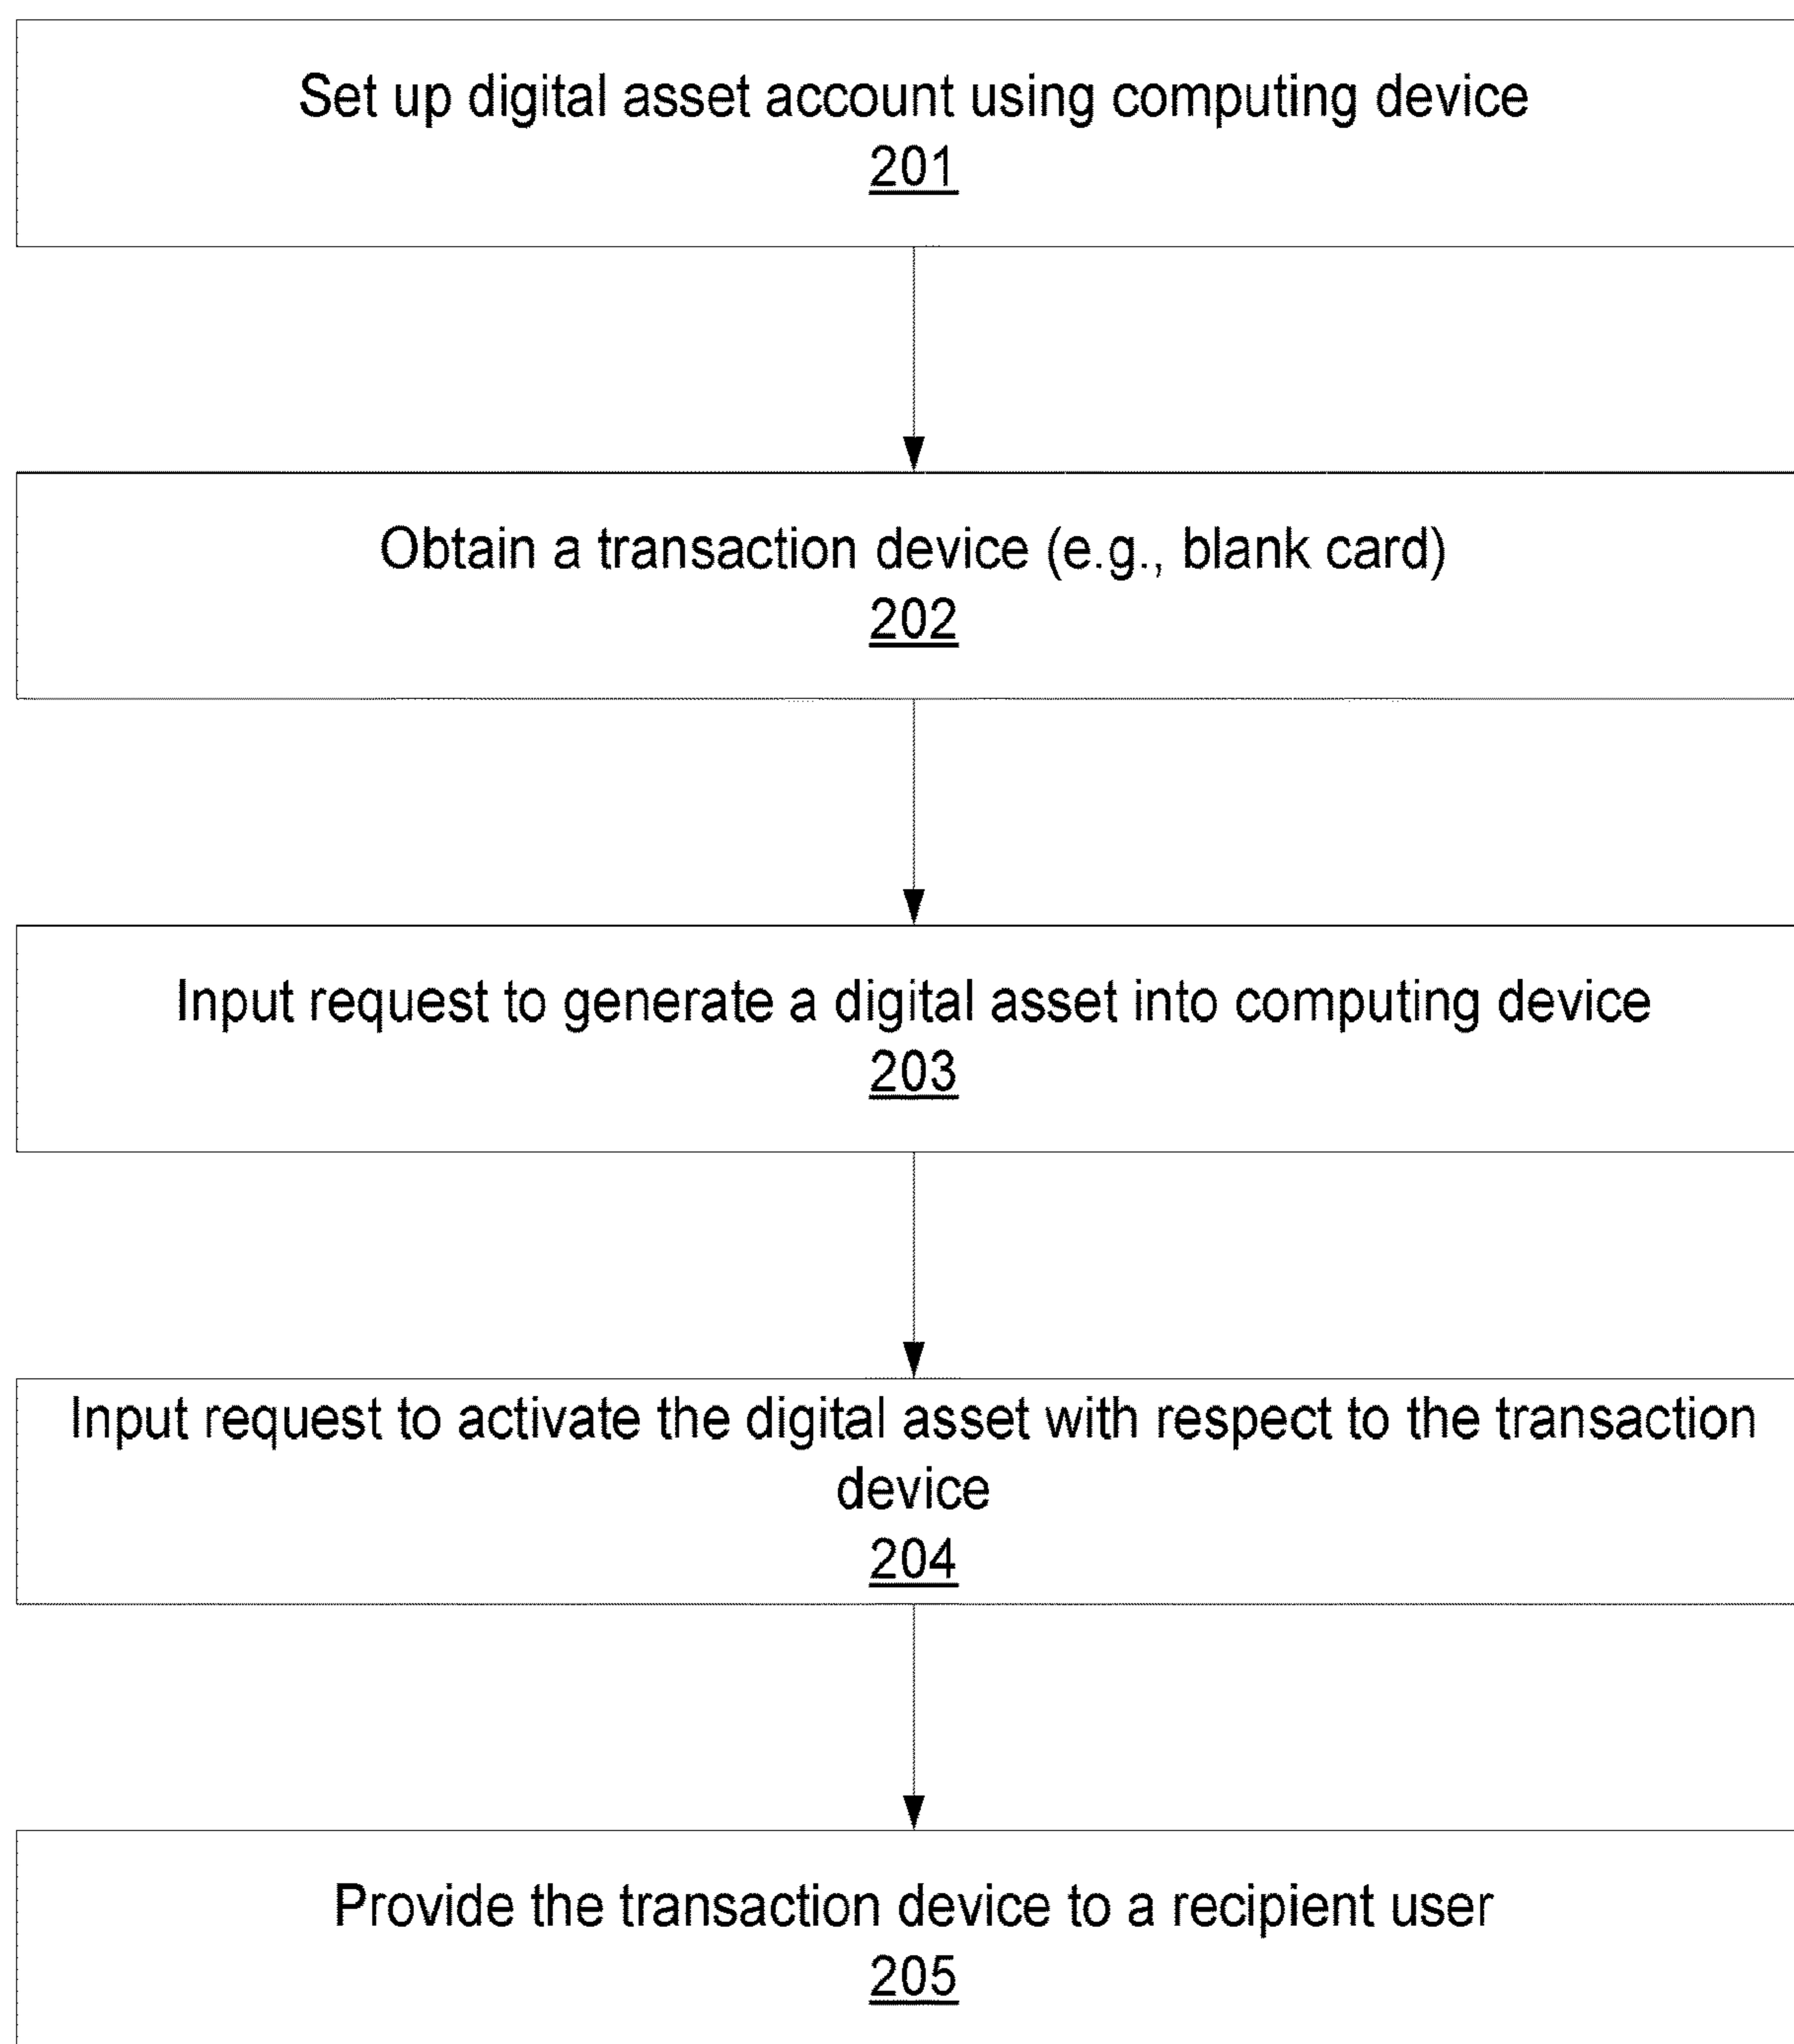 Set up digital asset account using computing device
201
Obtain a transaction device (e.g., blank card)
202
Input request to generate a digital asset into computing device
203
Input request to activate the digital asset with respect to the transaction
device
204
Provide the transaction device to a recipient user
205